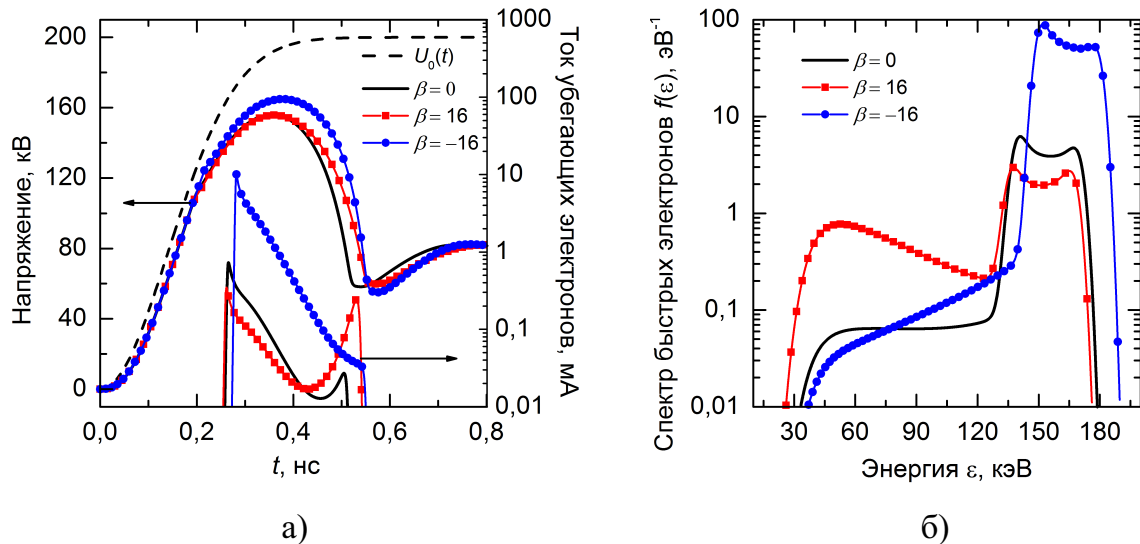 Напряжение, кВ
200
160
120
80
40
0
U₀(t)
β = 0
β = 16
β = –16
1000
100
10
1
0,1
0,01
Ток убегающих электронов, мА
0,0 0,2 0,4 0,6 0,8
t, нс
а)
Спектр быстрых электронов f(ε), эВ⁻¹
100
10
1
0,1
0,01
β = 0
β = 16
β = –16
30 60 90 120 150 180
Энергия ε, кэВ
б)